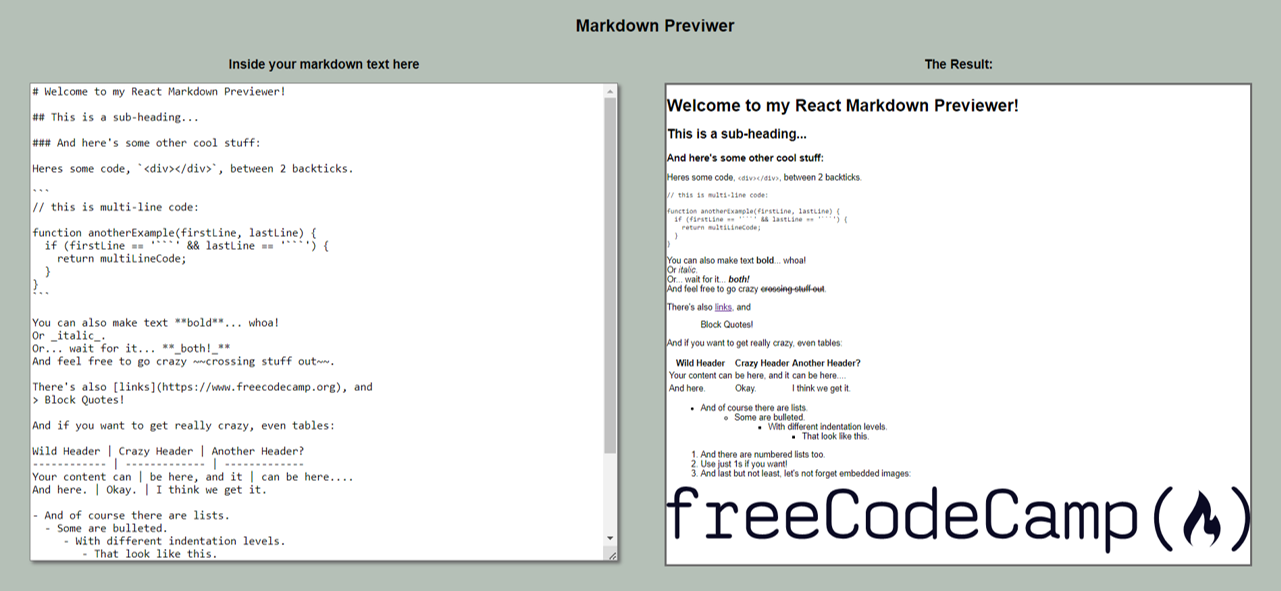 Markdown Previwer
Inside your markdown text here
# Welcome to my React Markdown Previewer!
## This is a sub-heading...
### And here's some other cool stuff:
Heres some code, `<div></div>`, between 2 backticks.
```
// this is multi-line code:
function anotherExample(firstLine, lastLine) {
  if (firstLine == '```' && lastLine == '```') {
    return multiLineCode;
  }
}
```
You can also make text **bold**... whoa!
Or _italic_.
Or... wait for it... **_both!_**
And feel free to go crazy ~~crossing stuff out~~.
There's also [links](https://www.freecodecamp.org), and
> Block Quotes!
And if you want to get really crazy, even tables:
Wild Header | Crazy Header | Another Header?
------------ | ------------- | -------------
Your content can | be here, and it | can be here....
And here. | Okay. | I think we get it.
- And of course there are lists.
  - Some are bulleted.
     - With different indentation levels.
        - That look like this.
The Result:
Welcome to my React Markdown Previewer!
This is a sub-heading...
And here's some other cool stuff:
Heres some code, <div></div>, between 2 backticks.
// this is multi-line code:
function anotherExample(firstLine, lastLine) {
  if (firstLine == '```' && lastLine == '```') {
    return multiLineCode;
  }
}
You can also make text bold... whoa!
Or italic.
Or... wait for it... both!
And feel free to go crazy crossing stuff out.
There's also links, and
Block Quotes!
And if you want to get really crazy, even tables:
Wild Header Crazy Header Another Header?
Your content can be here, and it can be here....
And here. Okay. I think we get it.
And of course there are lists.
Some are bulleted.
With different indentation levels.
That look like this.
1. And there are numbered lists too.
2. Use just 1s if you want!
3. And last but not least, let's not forget embedded images:
freeCodeCamp( )